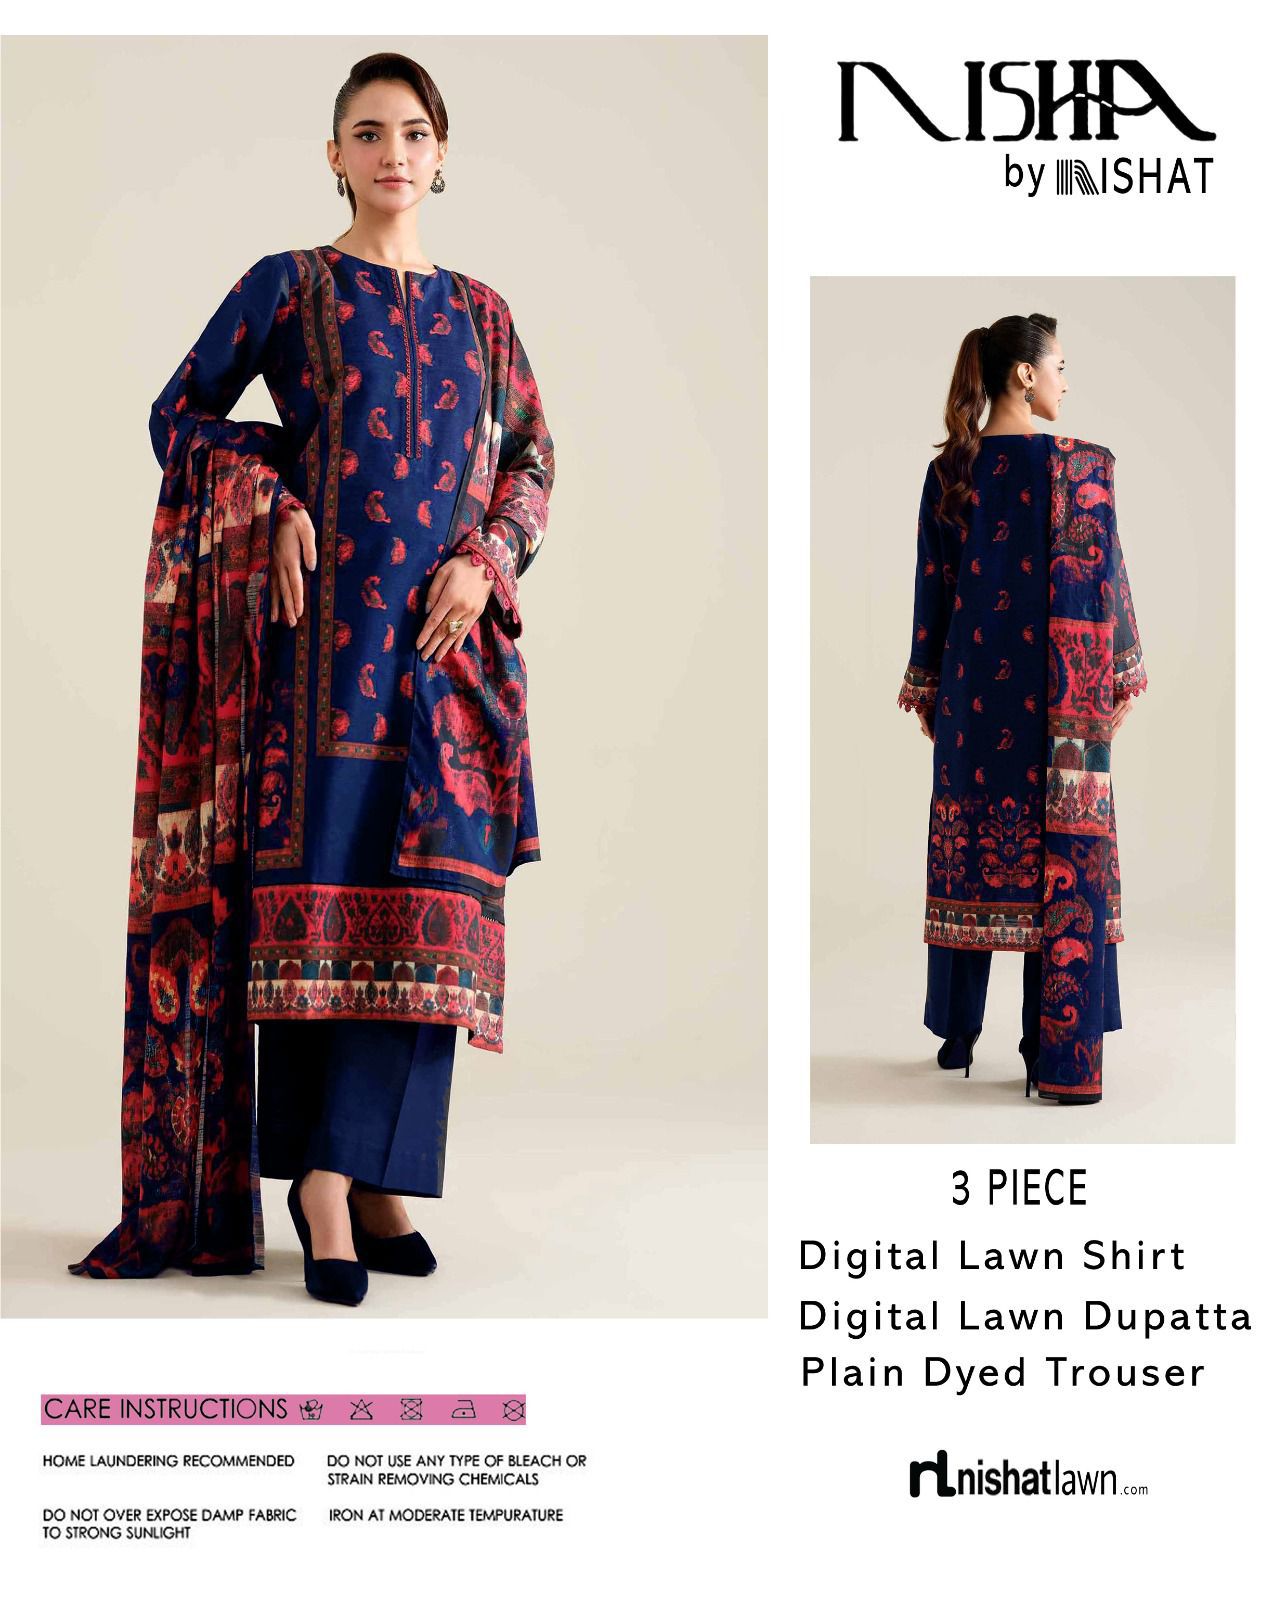 NISHA
by NISHAT
3 PIECE
Digital Lawn Shirt
Digital Lawn Dupatta
Plain Dyed Trouser
nishatlawn.com
CARE INSTRUCTIONS
HOME LAUNDERING RECOMMENDED
DO NOT USE ANY TYPE OF BLEACH OR
STRAIN REMOVING CHEMICALS
DO NOT OVER EXPOSE DAMP FABRIC
TO STRONG SUNLIGHT
IRON AT MODERATE TEMPURATURE